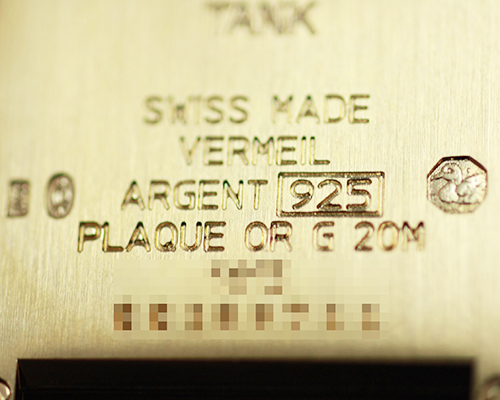 TANK
SWISS MADE
VERMEIL
ARGENT 925
PLAQUE OR G 20M